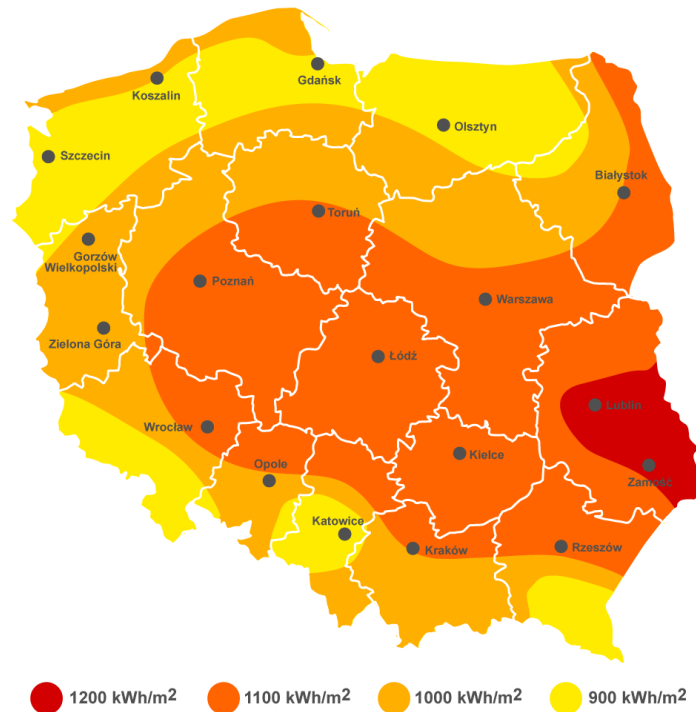 Gdańsk
Koszalin
Olsztyn
Szczecin
Białystok
Toruń
Gorzów
Wielkopolski
Poznań
Warszawa
Zielona Góra
Łódź
Lublin
Wrocław
Kielce
Opole
Zamość
Katowice
Kraków
Rzeszów
1200 kWh/m²
1100 kWh/m²
1000 kWh/m²
900 kWh/m²